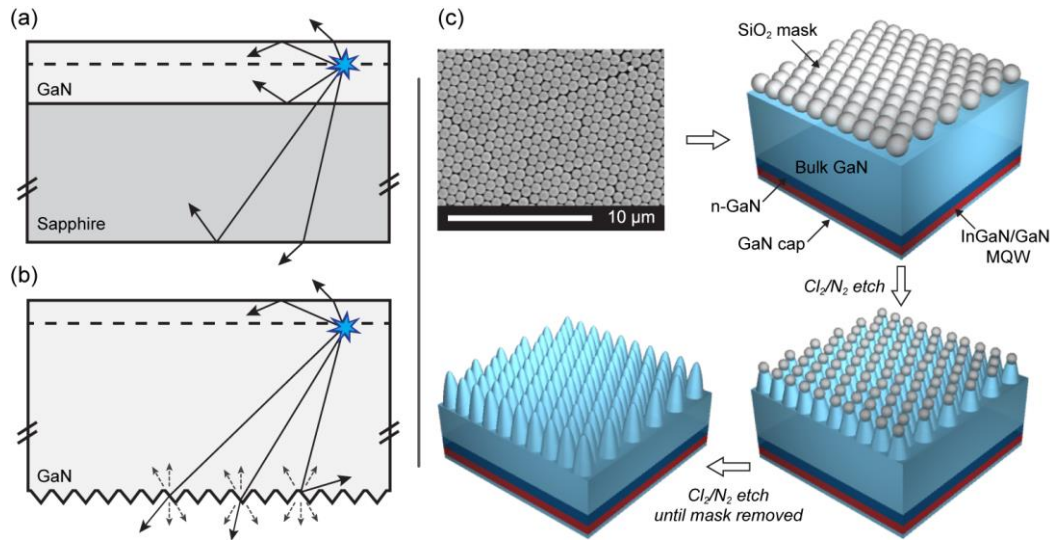 (a)
GaN
Sapphire
(b)
GaN
(c)
10 µm
SiO₂ mask
Bulk GaN
n-GaN
GaN cap
InGaN/GaN
MQW
Cl₂/N₂ etch
Cl₂/N₂ etch
until mask removed